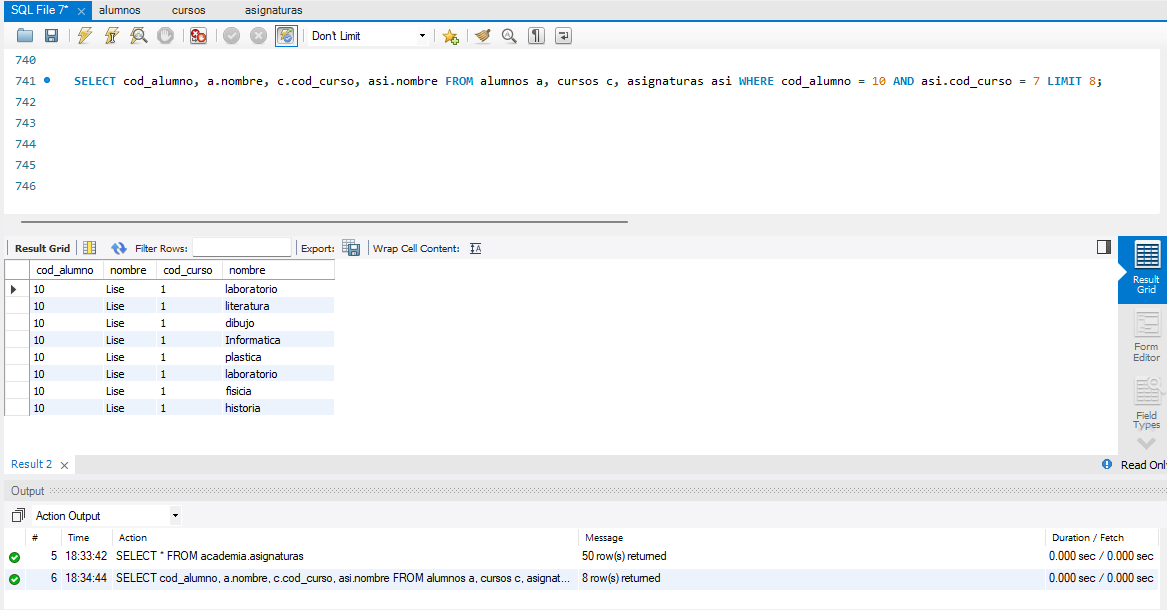 SQL File 7* alumnos cursos asignaturas
Don't Limit
740
741 SELECT cod_alumno, a.nombre, c.cod_curso, asi.nombre FROM alumnos a, cursos c, asignaturas asi WHERE cod_alumno = 10 AND asi.cod_curso = 7 LIMIT 8;
742
743
744
745
746
Result Grid Filter Rows: Export: Wrap Cell Content:
cod_alumno nombre cod_curso nombre
10 Lise 1 laboratorio
10 Lise 1 literatura
10 Lise 1 dibujo
10 Lise 1 Informatica
10 Lise 1 plastica
10 Lise 1 laboratorio
10 Lise 1 fisicia
10 Lise 1 historia
Result
Grid
Form
Editor
Field
Types
Result 2 Read Onl
Output
Action Output
# Time Action Message Duration / Fetch
5 18:33:42 SELECT * FROM academia.asignaturas 50 row(s) returned 0.000 sec / 0.000 sec
6 18:34:44 SELECT cod_alumno, a.nombre, c.cod_curso, asi.nombre FROM alumnos a, cursos c, asignat... 8 row(s) returned 0.000 sec / 0.000 sec